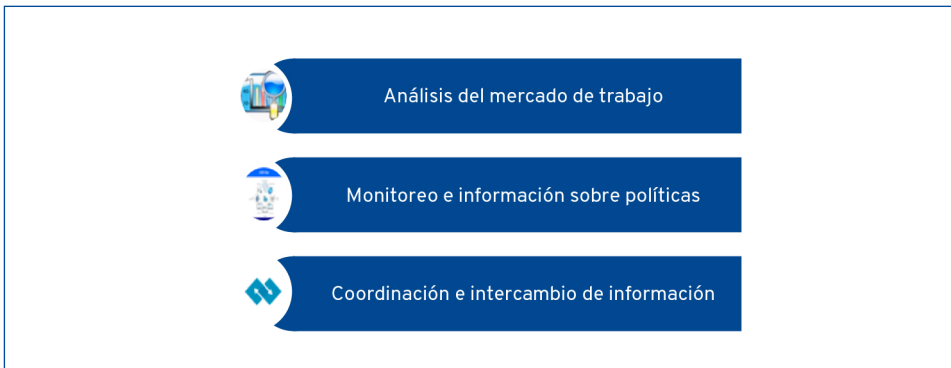 Análisis del mercado de trabajo
Monitoreo e información sobre políticas
Coordinación e intercambio de información